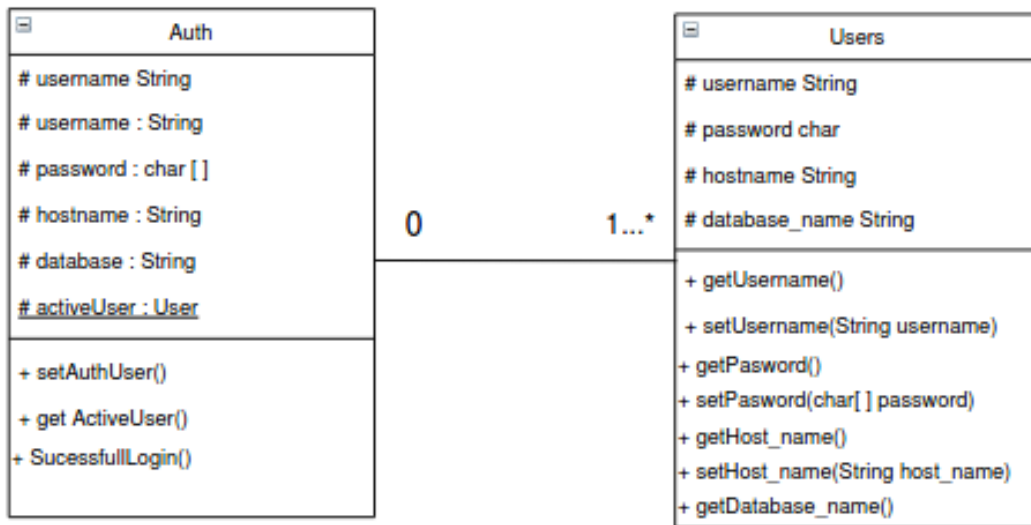 Auth
# username String
# username : String
# password : char [ ]
# hostname : String
# database : String
# activeUser : User
+ setAuthUser()
+ get ActiveUser()
+ SucessfullLogin()
0
1...*
Users
# username String
# password char
# hostname String
# database_name String
+ getUsername()
+ setUsername(String username)
+ getPasword()
+ setPasword(char[ ] password)
+ getHost_name()
+ setHost_name(String host_name)
+ getDatabase_name()